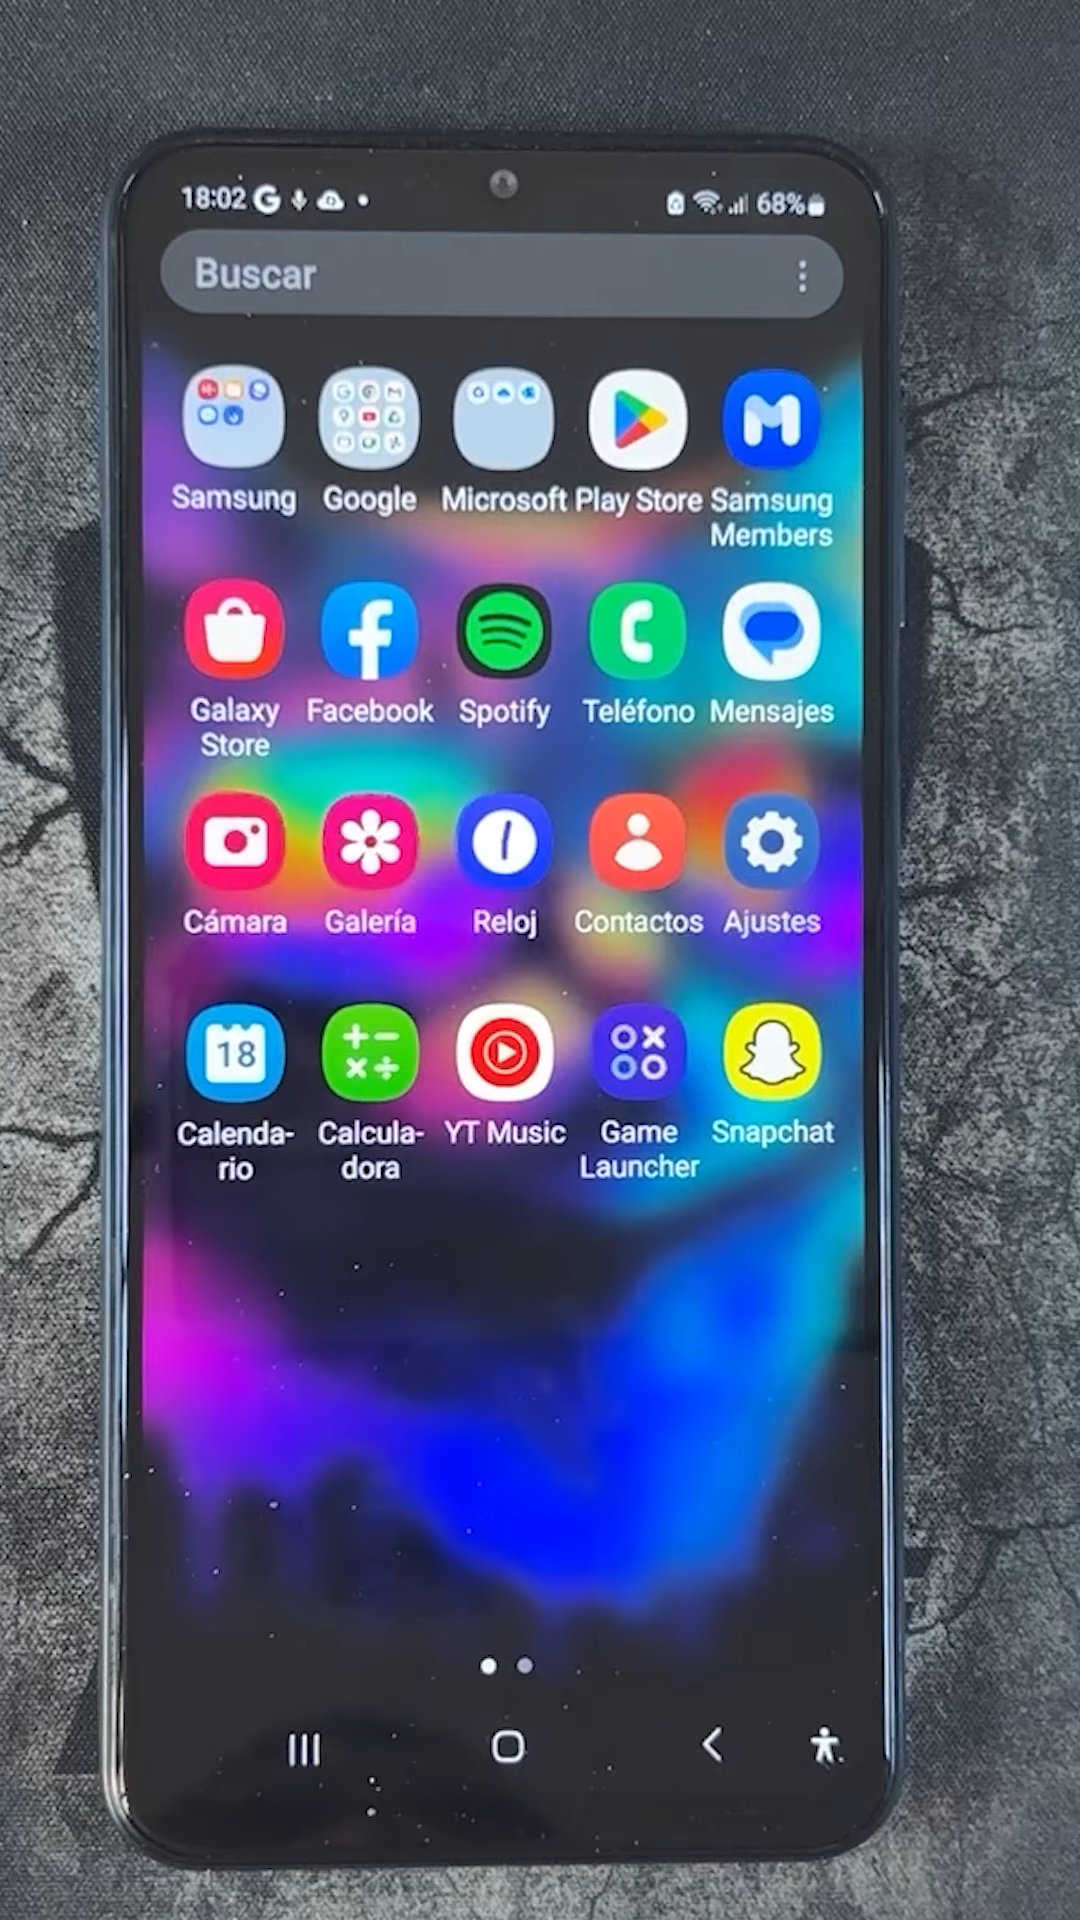 18:02
68%
Buscar
Samsung
Google
Microsoft
Play Store
Samsung
Members
Galaxy
Store
Facebook
Spotify
Teléfono
Mensajes
Cámara
Galería
Reloj
Contactos
Ajustes
18
Calenda-
rio
Calcula-
dora
YT Music
Game
Launcher
Snapchat